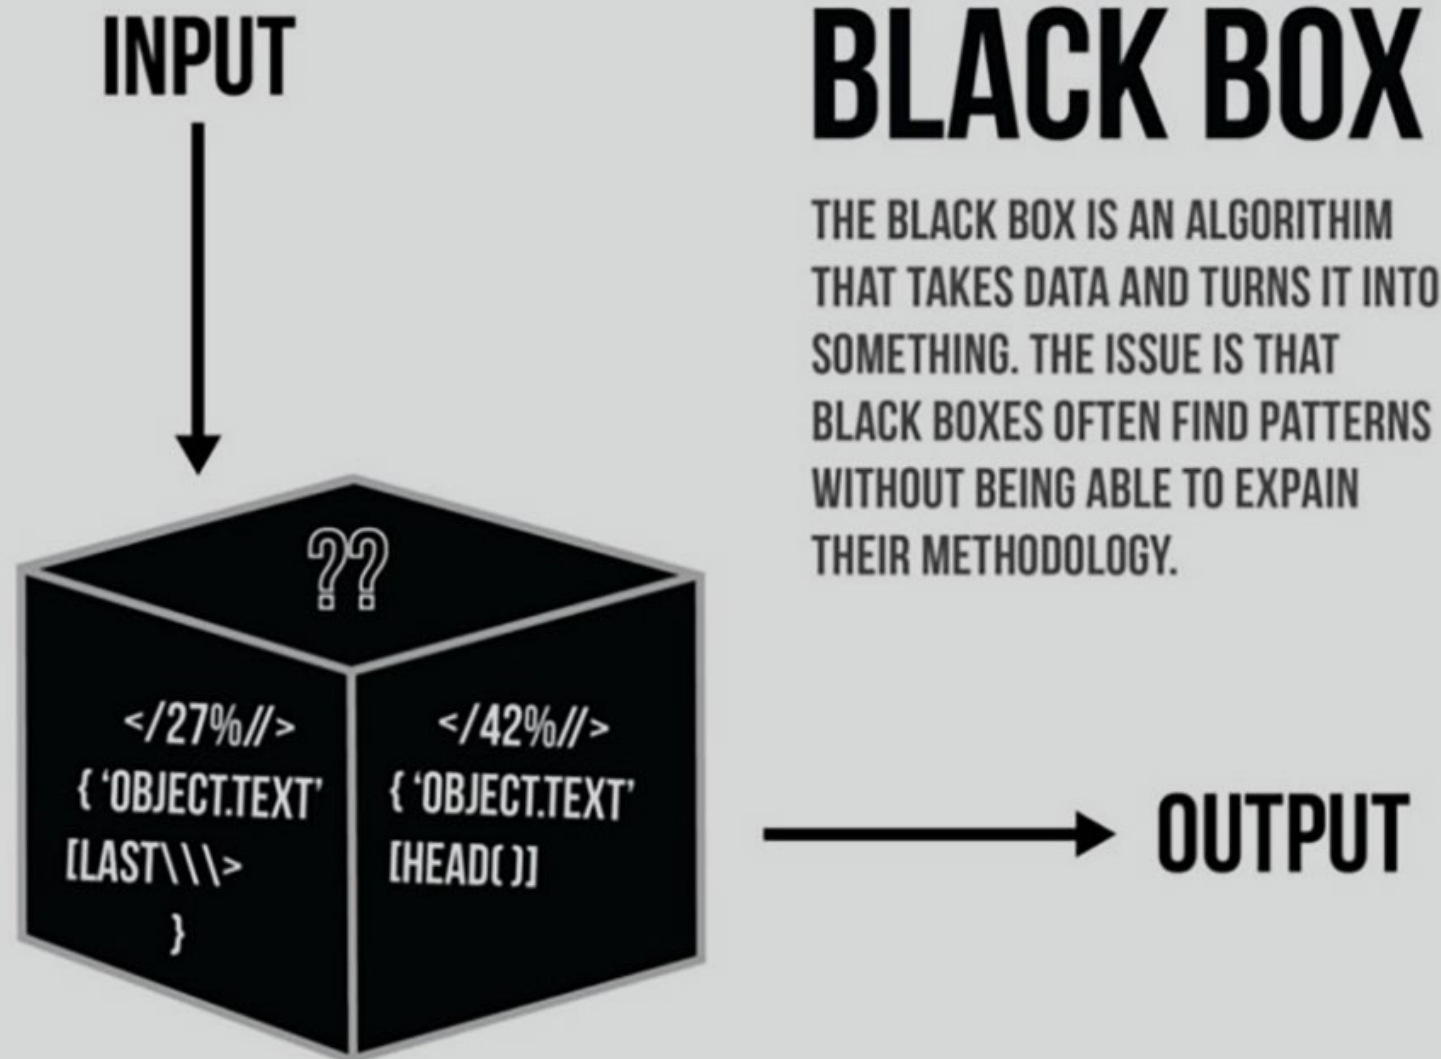 INPUT
BLACK BOX
THE BLACK BOX IS AN ALGORITHIM
THAT TAKES DATA AND TURNS IT INTO
SOMETHING. THE ISSUE IS THAT
BLACK BOXES OFTEN FIND PATTERNS
WITHOUT BEING ABLE TO EXPAIN
THEIR METHODOLOGY.
??
</27%//>
{ ‘OBJECT.TEXT’
[LAST\\\>
}
</42%//>
{ ‘OBJECT.TEXT’
[HEAD( )]
OUTPUT